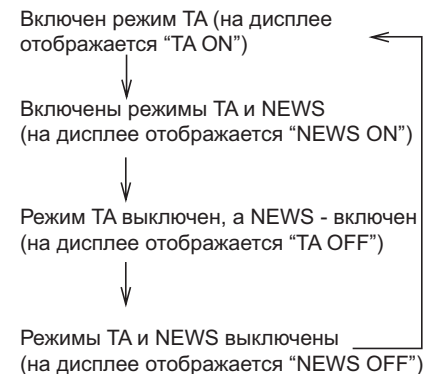 Включен режим TA (на дисплее
отображается “TA ON”)
Включены режимы TA и NEWS
(на дисплее отображается “NEWS ON”)
Режим TA выключен, а NEWS - включен
(на дисплее отображается “TA OFF”)
Режимы TA и NEWS выключены
(на дисплее отображается “NEWS OFF”)